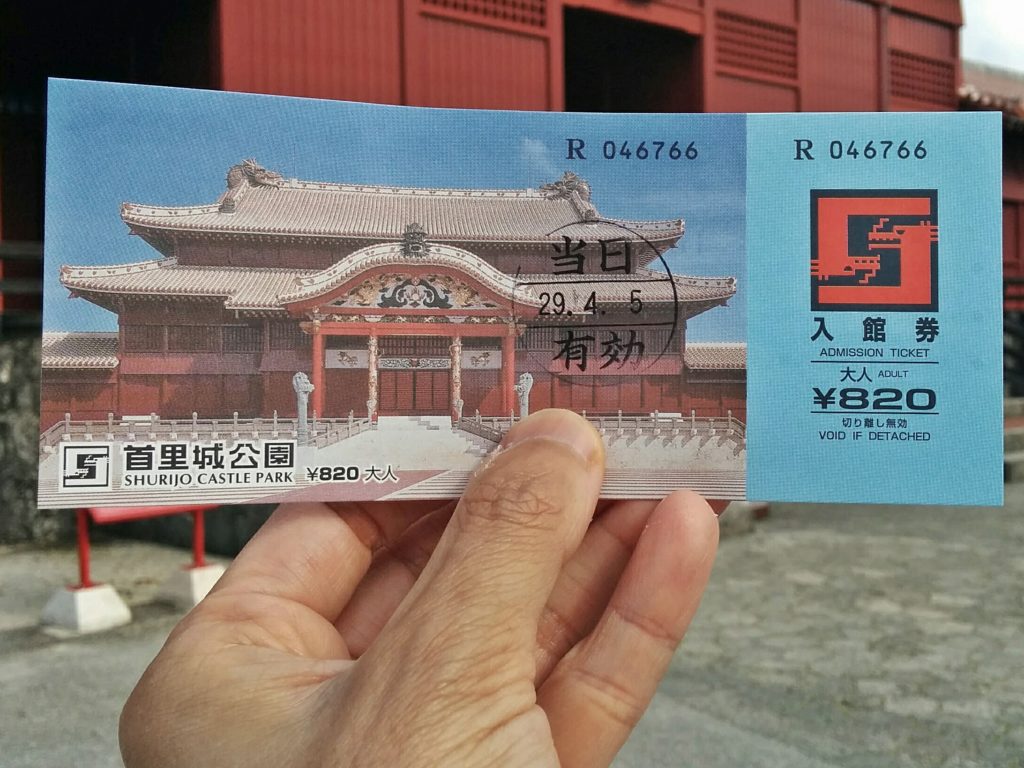 R 046766
当日
29.4.5
有効
首里城公園
SHURIJO CASTLE PARK ¥820 大人
R 046766
入館券
ADMISSION TICKET
大人 ADULT
¥820
切り離し無効
VOID IF DETACHED